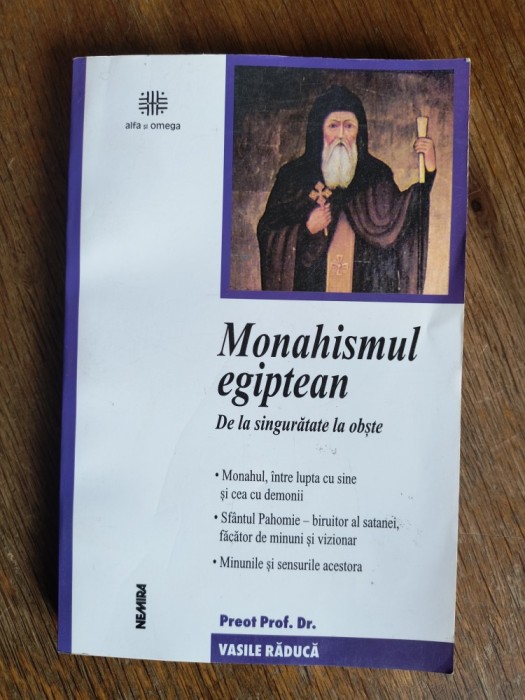 alfa și omega
Monahismul
egiptean
De la singurătate la obște
• Monahul, între lupta cu sine
și cea cu demonii
• Sfântul Pahomie – biruitor al satanei,
făcător de minuni și vizionar
• Minunile și sensurile acestora
NEMIRA
Preot Prof. Dr.
VASILE RĂDUCĂ